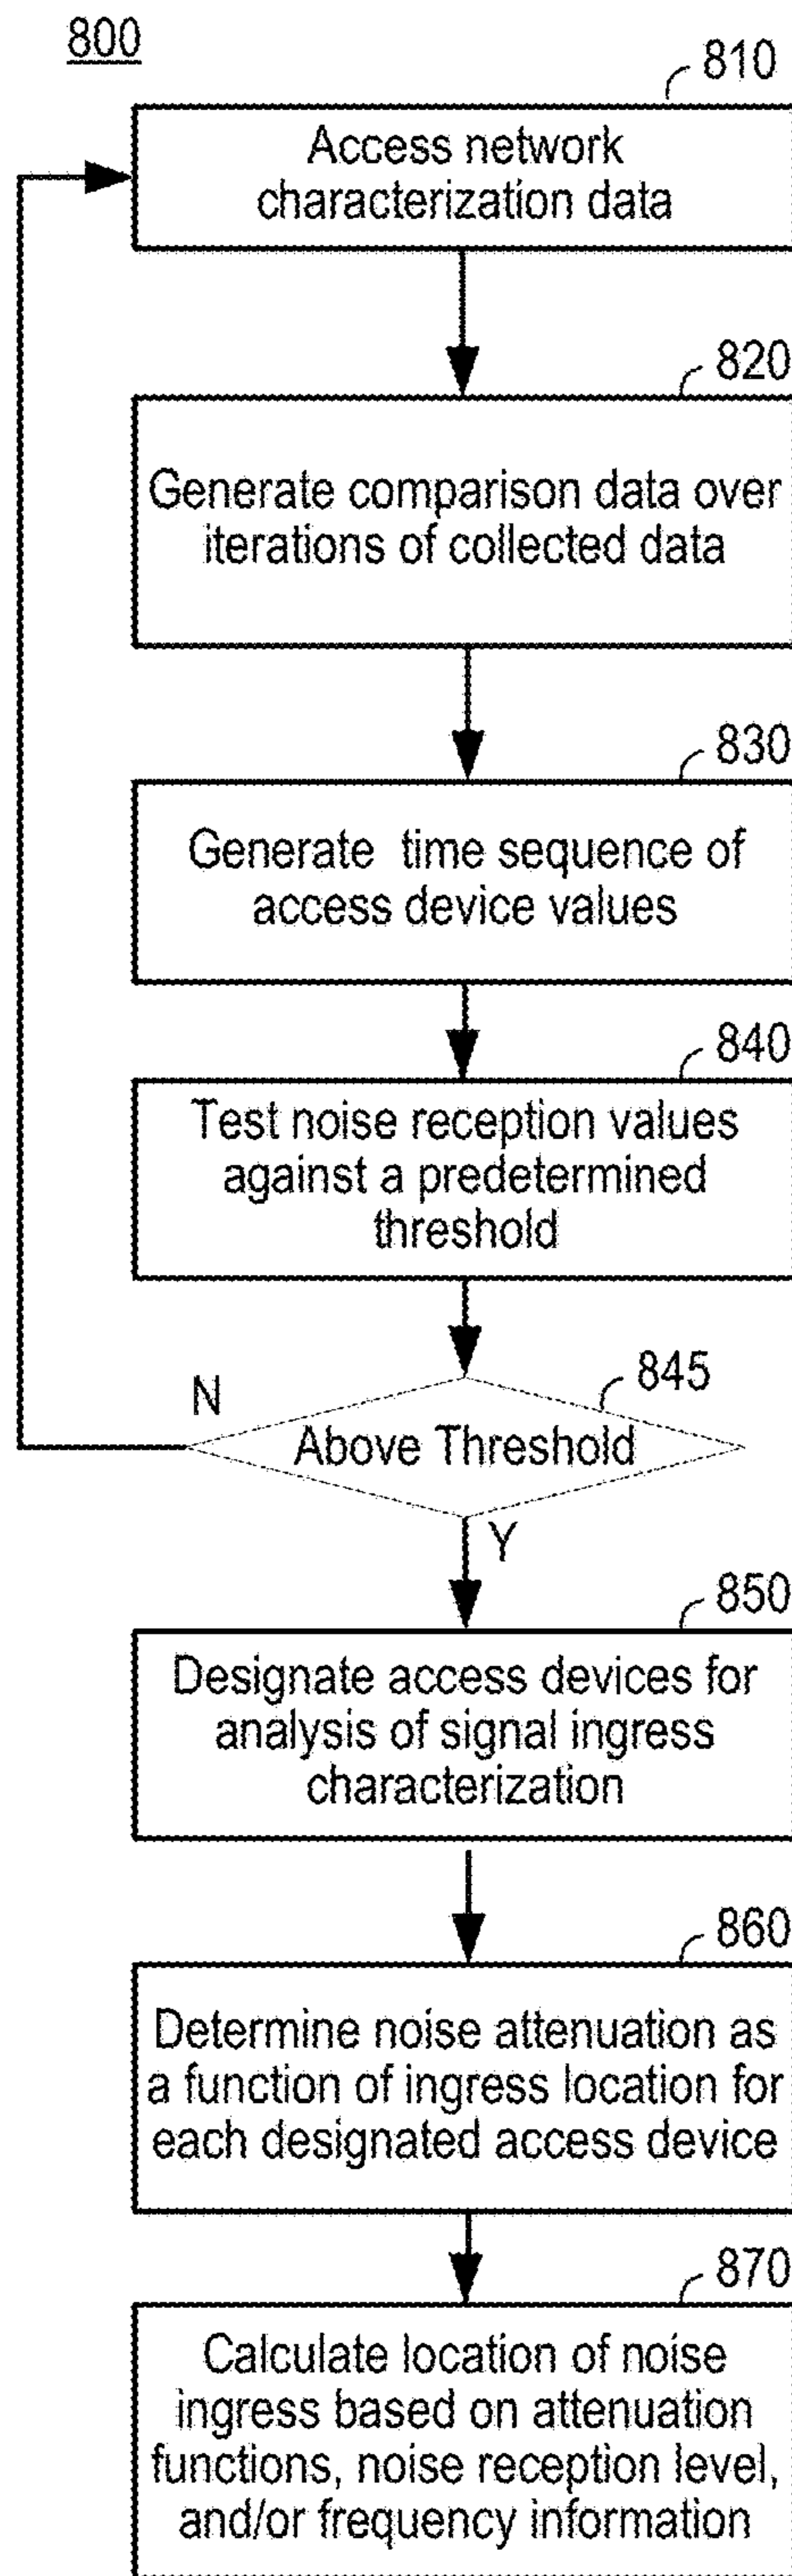 800
810
Access network
characterization data
820
Generate comparison data over
iterations of collected data
830
Generate time sequence of
access device values
840
Test noise reception values
against a predetermined
threshold
845
N
Above Threshold
Y
850
Designate access devices for
analysis of signal ingress
characterization
860
Determine noise attenuation as
a function of ingress location for
each designated access device
870
Calculate location of noise
ingress based on attenuation
functions, noise reception level,
and/or frequency information